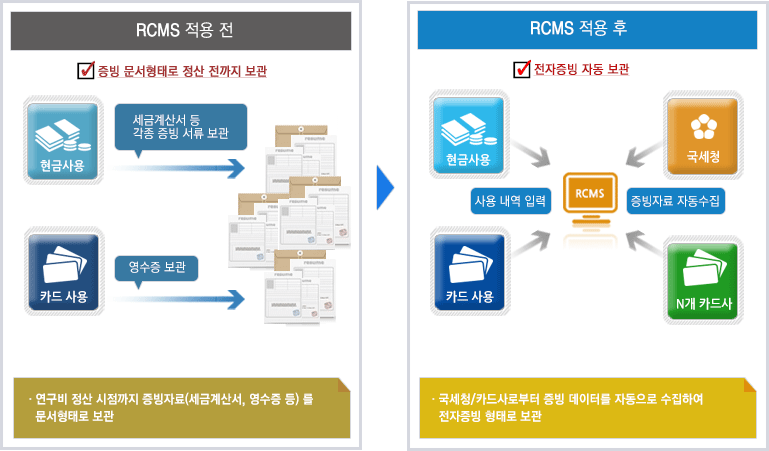 RCMS 적용 전
증빙 문서형태로 정산 전까지 보관
현금사용
세금계산서 등
각종 증빙 서류 보관
카드 사용
영수증 보관
· 연구비 정산 시점까지 증빙자료(세금계산서, 영수증 등) 를
문서형태로 보관
RCMS 적용 후
전자증빙 자동 보관
현금사용
국세청
사용 내역 입력
RCMS
증빙자료 자동수집
카드 사용
N개 카드사
· 국세청/카드사로부터 증빙 데이터를 자동으로 수집하여
전자증빙 형태로 보관